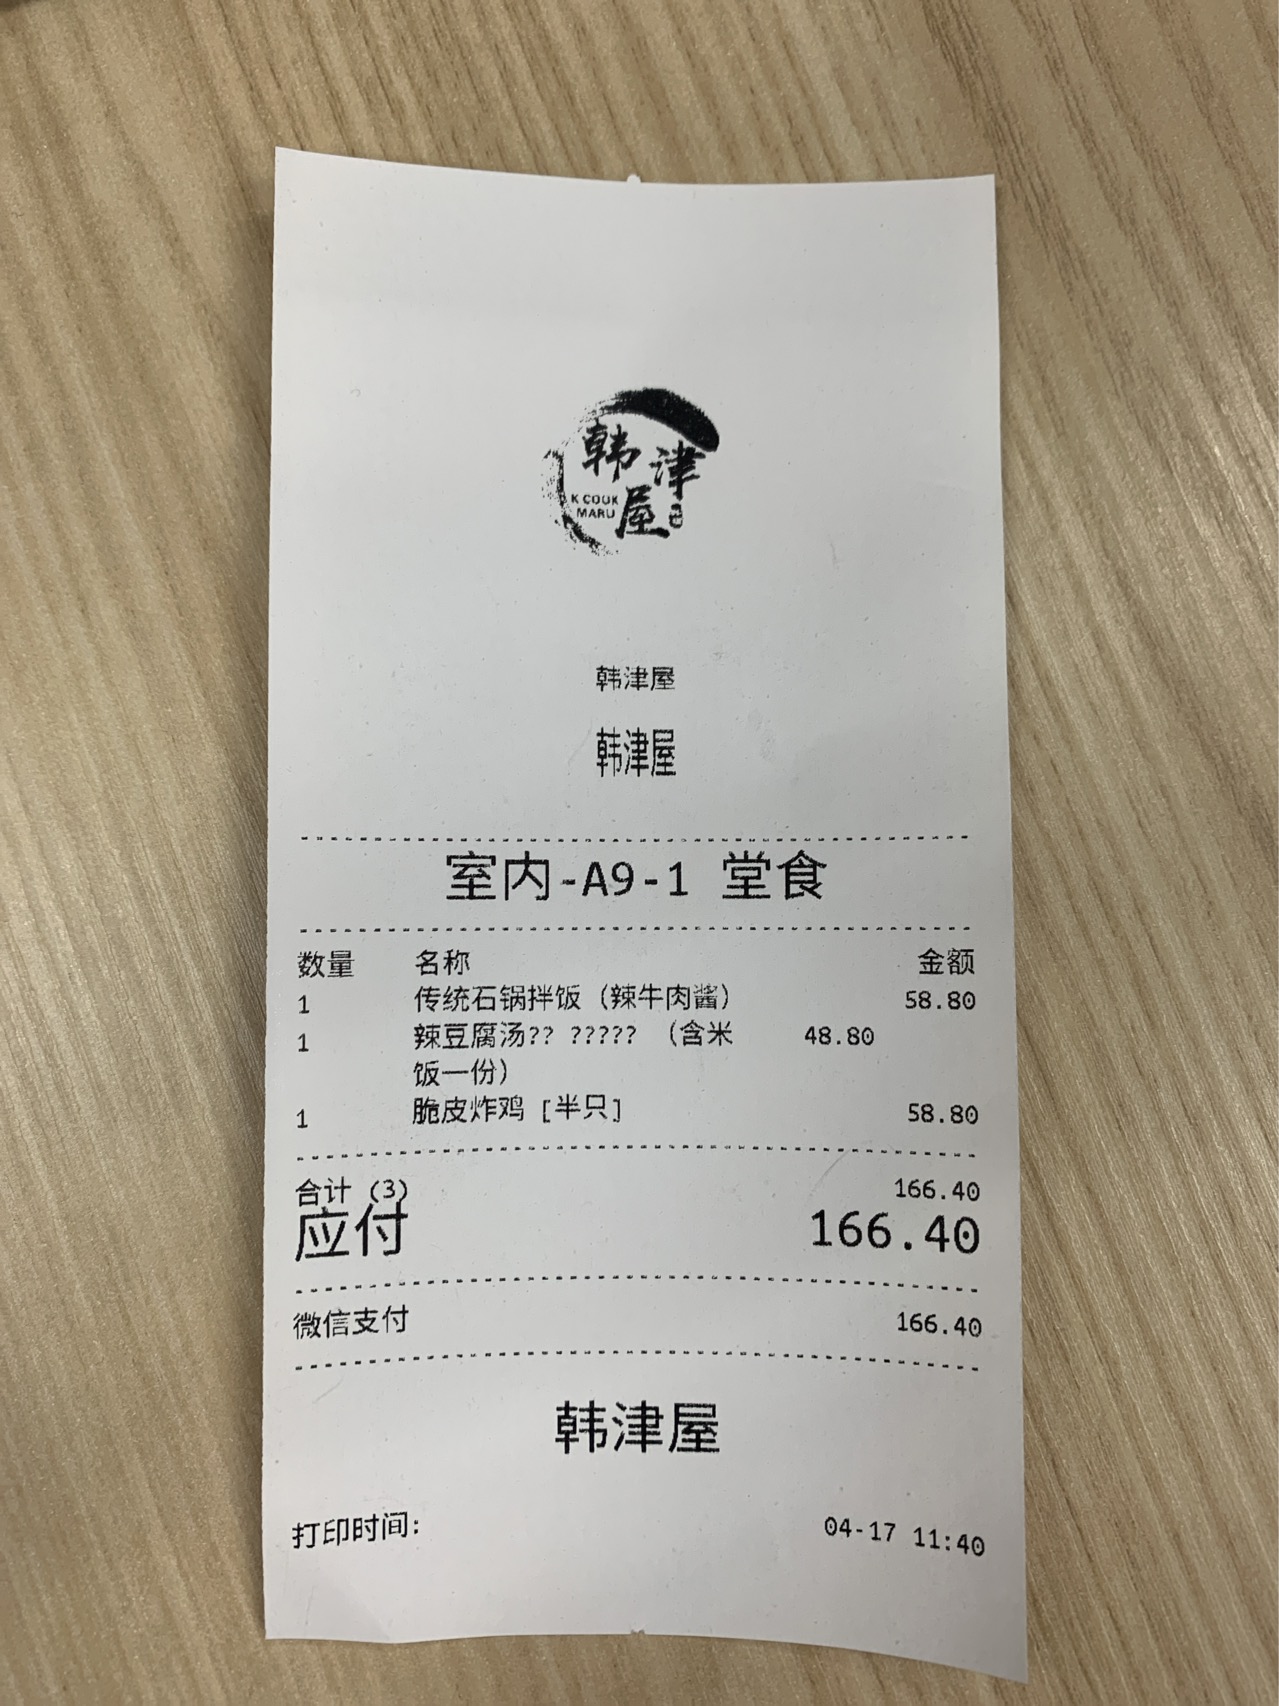 韩津屋
K COOK
MARU
韩津屋
韩津屋
室内-A9-1 堂食
数量 名称 金额
1 传统石锅拌饭（辣牛肉酱） 58.80
1 辣豆腐汤?? ????? （含米 48.80
饭一份）
1 脆皮炸鸡［半只］ 58.80
合计 (3) 166.40
应付 166.40
微信支付 166.40
韩津屋
打印时间: 04-17 11:40